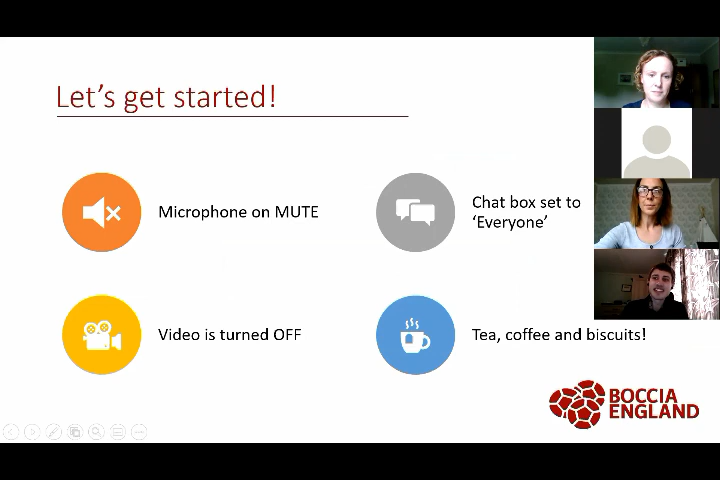 Let's get started!
Microphone on MUTE
Chat box set to
‘Everyone’
Video is turned OFF
Tea, coffee and biscuits!
BOCCIA
ENGLAND